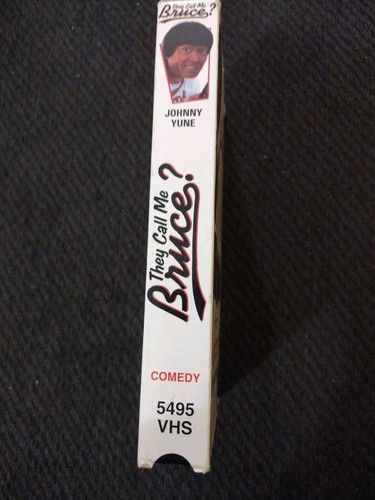 They Call Me
Bruce?
JOHNNY
YUNE
They Call Me
Bruce?
COMEDY
5495
VHS